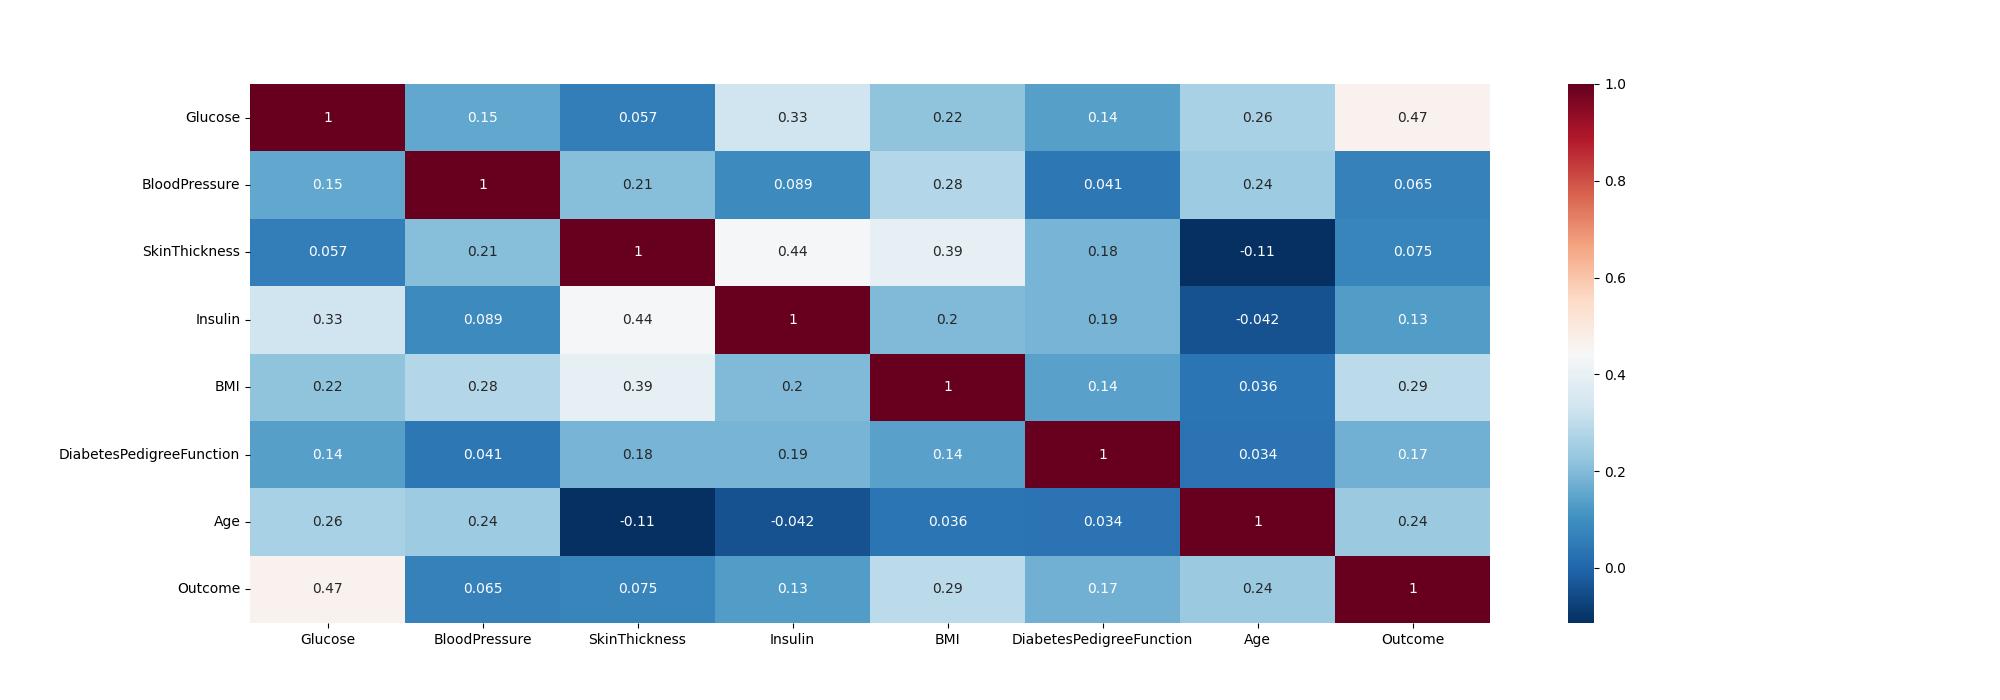 Glucose 1 0.15 0.057 0.33 0.22 0.14 0.26 0.47
BloodPressure 0.15 1 0.21 0.089 0.28 0.041 0.24 0.065
SkinThickness 0.057 0.21 1 0.44 0.39 0.18 -0.11 0.075
Insulin 0.33 0.089 0.44 1 0.2 0.19 -0.042 0.13
BMI 0.22 0.28 0.39 0.2 1 0.14 0.036 0.29
DiabetesPedigreeFunction 0.14 0.041 0.18 0.19 0.14 1 0.034 0.17
Age 0.26 0.24 -0.11 -0.042 0.036 0.034 1 0.24
Outcome 0.47 0.065 0.075 0.13 0.29 0.17 0.24 1
Glucose BloodPressure SkinThickness Insulin BMI DiabetesPedigreeFunction Age Outcome
1.0
0.8
0.6
0.4
0.2
0.0